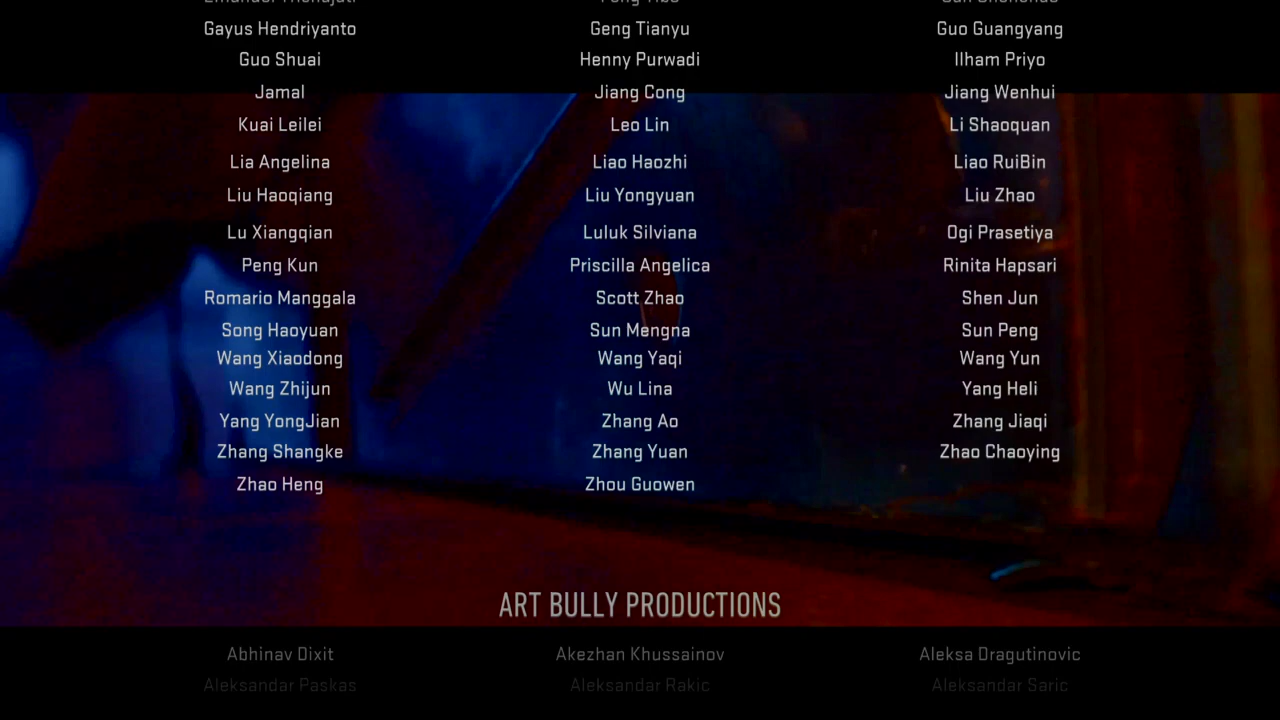 Gayus Hendriyanto Geng Tianyu Guo Guangyang
Guo Shuai Henny Purwadi Ilham Priyo
Jamal Jiang Cong Jiang Wenhui
Kuai Leilei Leo Lin Li Shaoquan
Lia Angelina Liao Haozhi Liao RuiBin
Liu Haoqiang Liu Yongyuan Liu Zhao
Lu Xiangqian Luluk Silviana Ogi Prasetiya
Peng Kun Priscilla Angelica Rinita Hapsari
Romario Manggala Scott Zhao Shen Jun
Song Haoyuan Sun Mengna Sun Peng
Wang Xiaodong Wang Yaqi Wang Yun
Wang Zhijun Wu Lina Yang Heli
Yang YongJian Zhang Ao Zhang Jiaqi
Zhang Shangke Zhang Yuan Zhao Chaoying
Zhao Heng Zhou Guowen
ART BULLY PRODUCTIONS
Abhinav Dixit Akezhan Khussainov Aleksa Dragutinovic
Aleksandar Paskas Aleksandar Rakic Aleksandar Saric